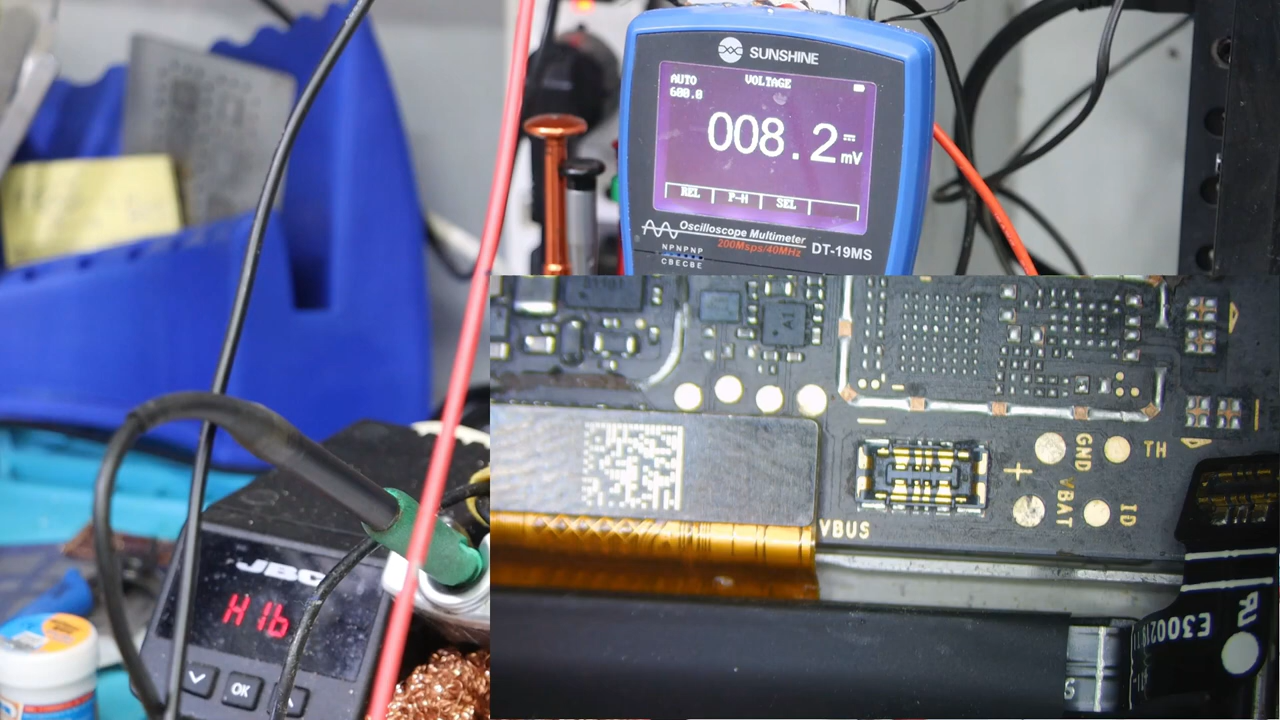 SUNSHINE
AUTO
VOLTAGE
600.0
008.2 mV
REL
P-H
SEL
Oscilloscope Multimeter
200Msps/40MHz
DT-19MS
NPNPNP
CBECBE
JBC
H1b
OK
A1
VBUS
+
GND
TH
VBAT
ID